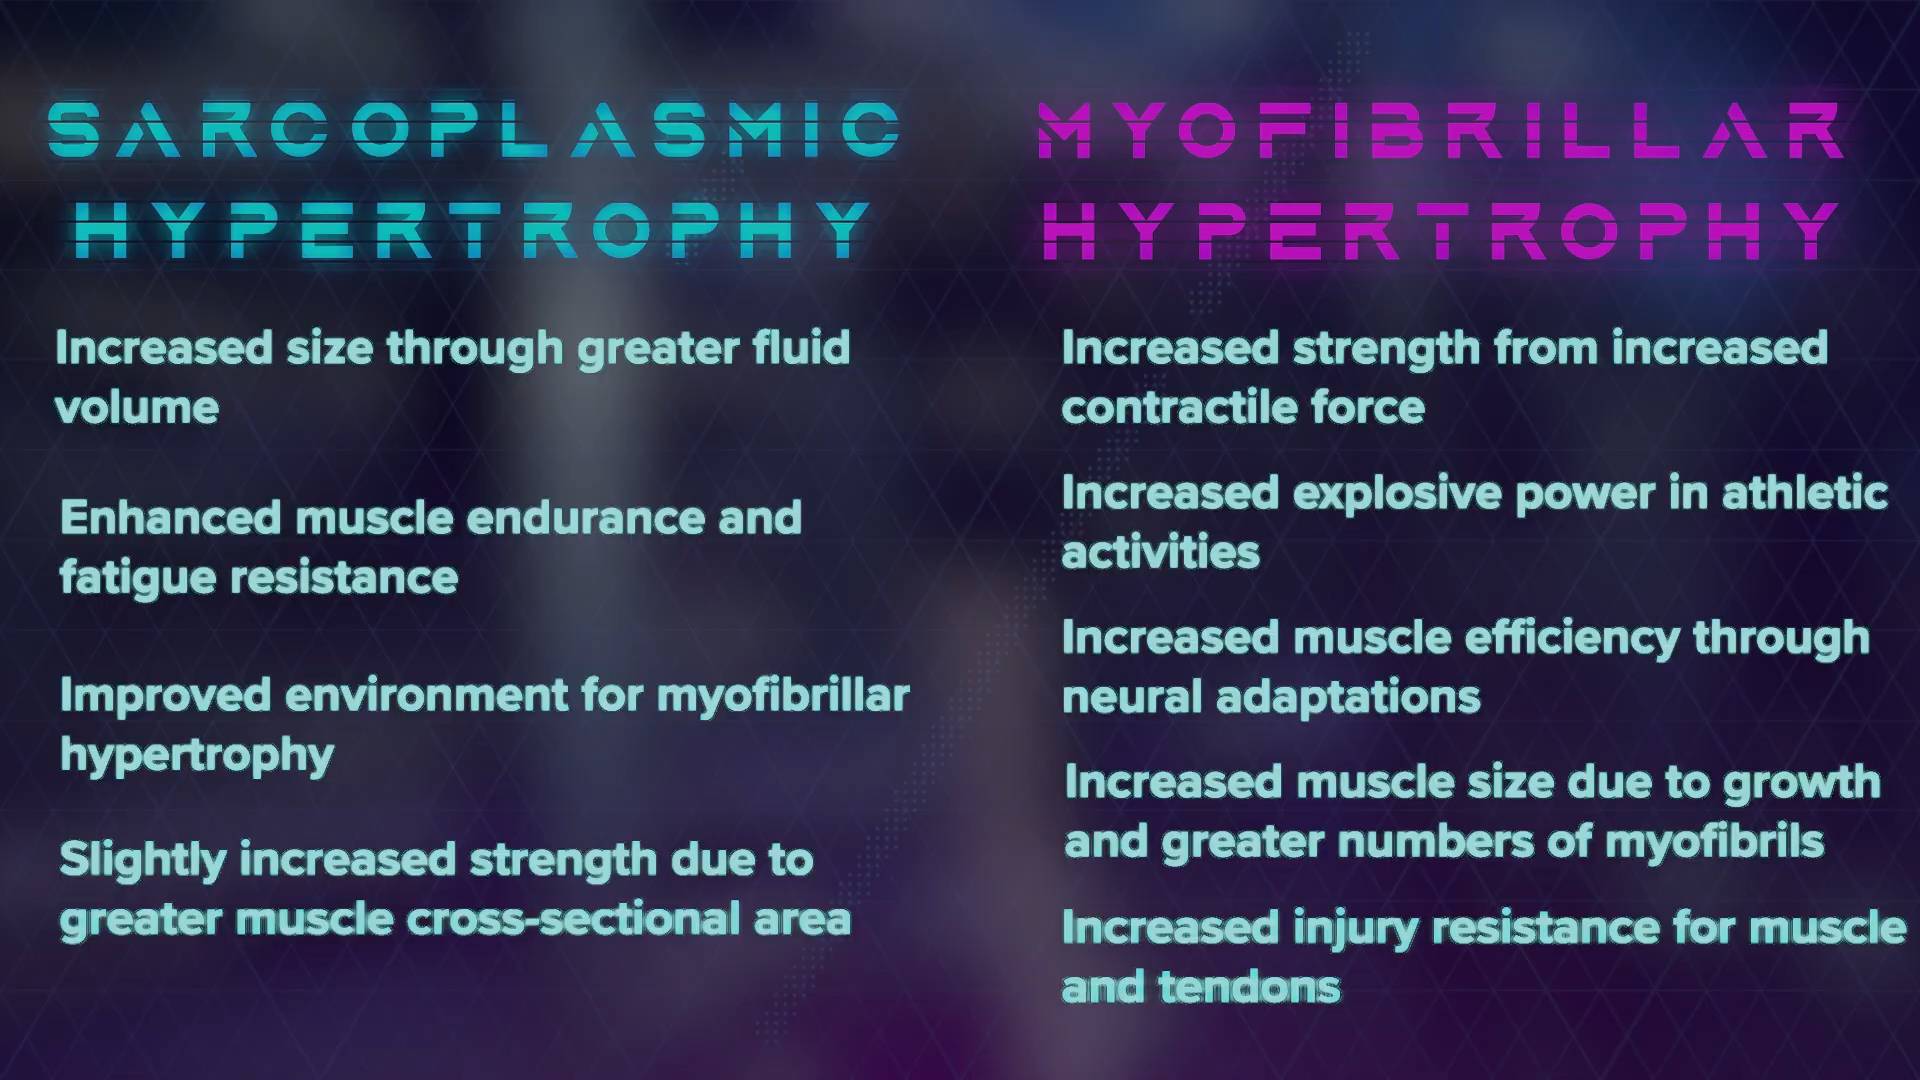 SARCOPLASMIC
HYPERTROPHY
Increased size through greater fluid
volume
Enhanced muscle endurance and
fatigue resistance
Improved environment for myofibrillar
hypertrophy
Slightly increased strength due to
greater muscle cross-sectional area
MYOFIBRILLAR
HYPERTROPHY
Increased strength from increased
contractile force
Increased explosive power in athletic
activities
Increased muscle efficiency through
neural adaptations
Increased muscle size due to growth
and greater numbers of myofibrils
Increased injury resistance for muscle
and tendons